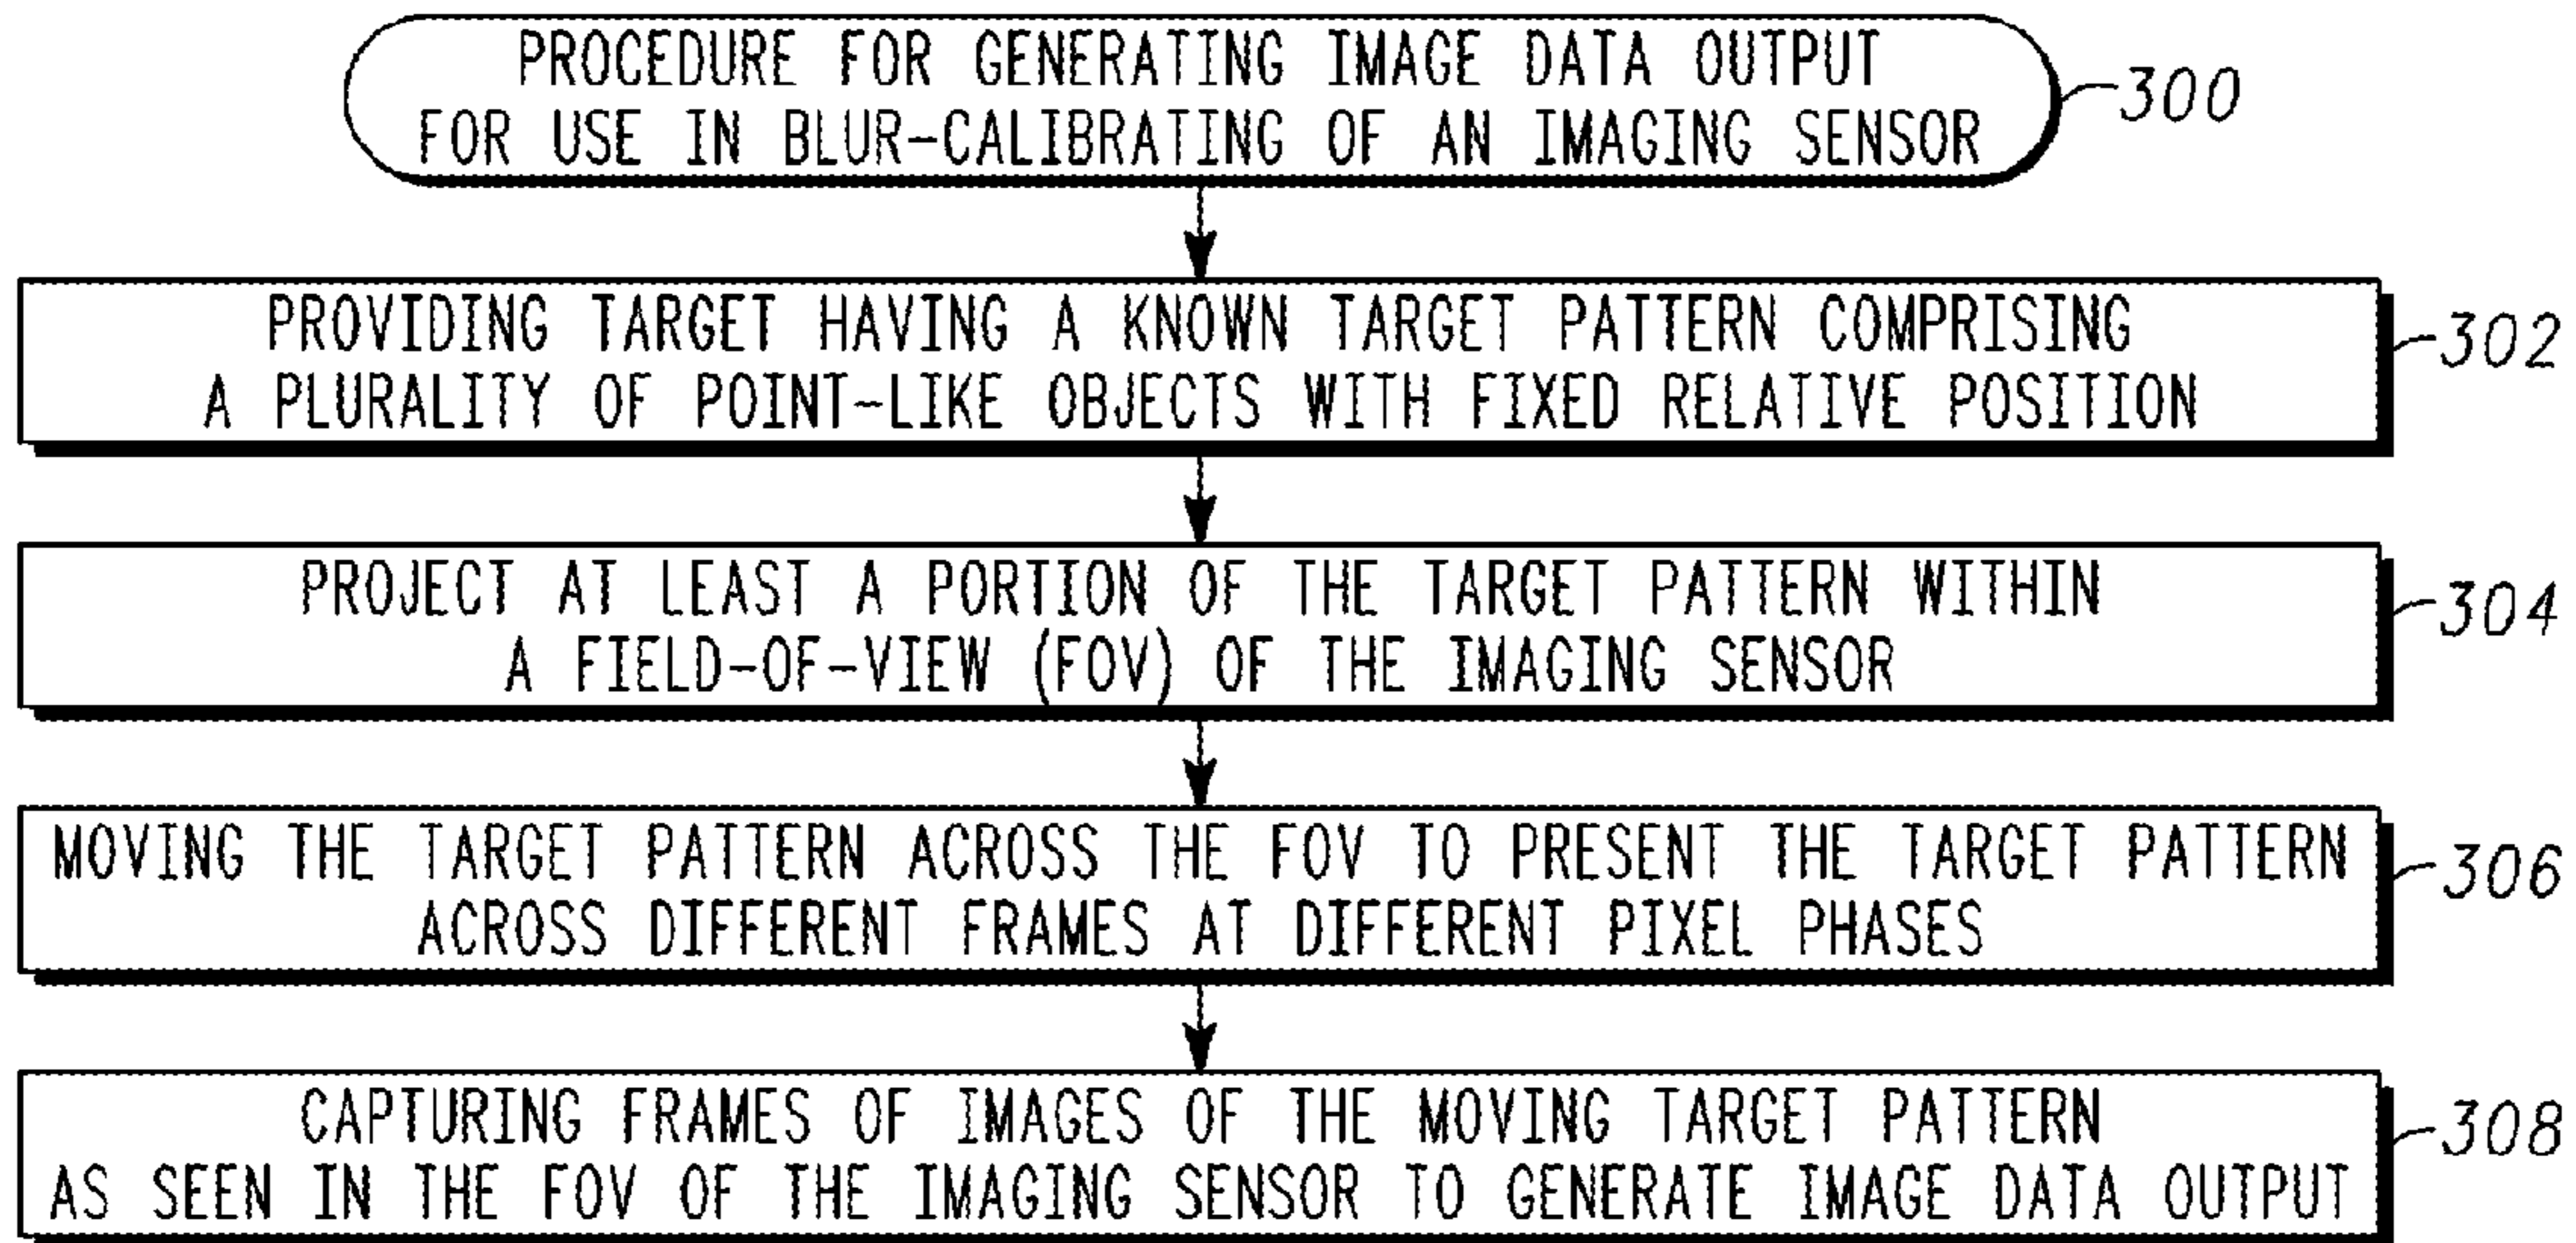 PROCEDURE FOR GENERATING IMAGE DATA OUTPUT
FOR USE IN BLUR-CALIBRATING OF AN IMAGING SENSOR
300
PROVIDING TARGET HAVING A KNOWN TARGET PATTERN COMPRISING
A PLURALITY OF POINT-LIKE OBJECTS WITH FIXED RELATIVE POSITION
302
PROJECT AT LEAST A PORTION OF THE TARGET PATTERN WITHIN
A FIELD-OF-VIEW (FOV) OF THE IMAGING SENSOR
304
MOVING THE TARGET PATTERN ACROSS THE FOV TO PRESENT THE TARGET PATTERN
ACROSS DIFFERENT FRAMES AT DIFFERENT PIXEL PHASES
306
CAPTURING FRAMES OF IMAGES OF THE MOVING TARGET PATTERN
AS SEEN IN THE FOV OF THE IMAGING SENSOR TO GENERATE IMAGE DATA OUTPUT
308